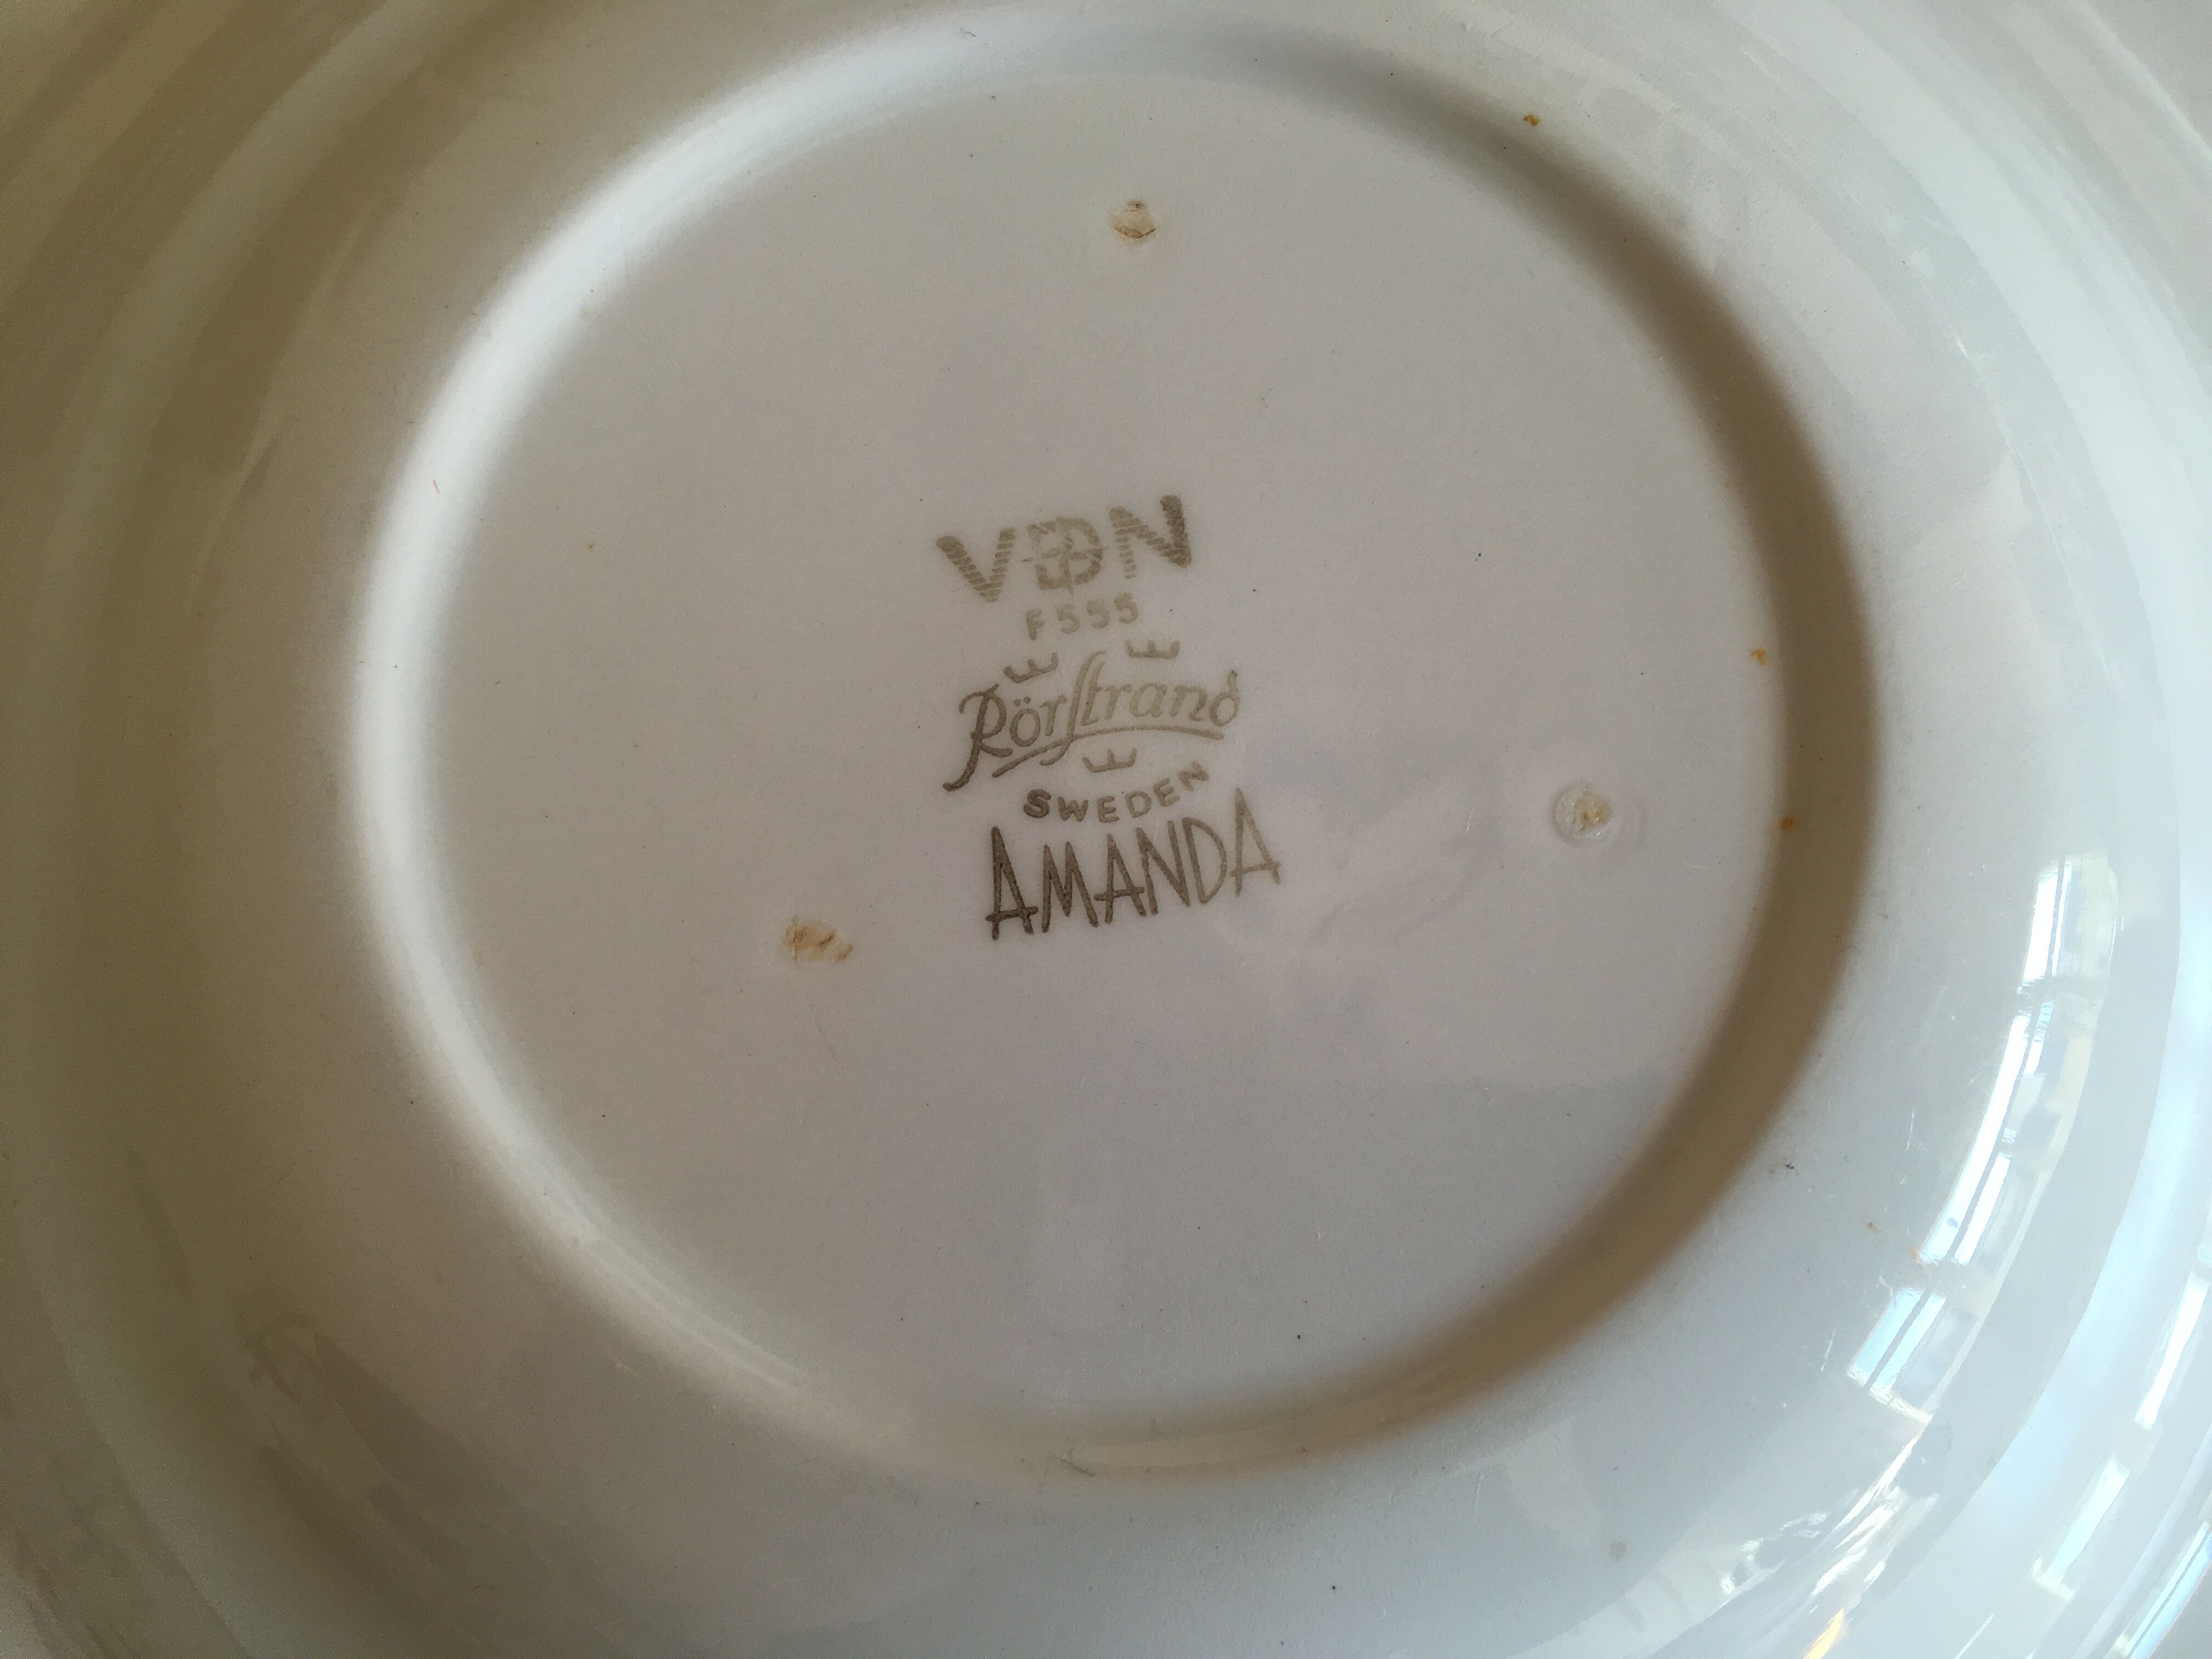 VDN
F555
Rörstrand
SWEDEN
AMANDA